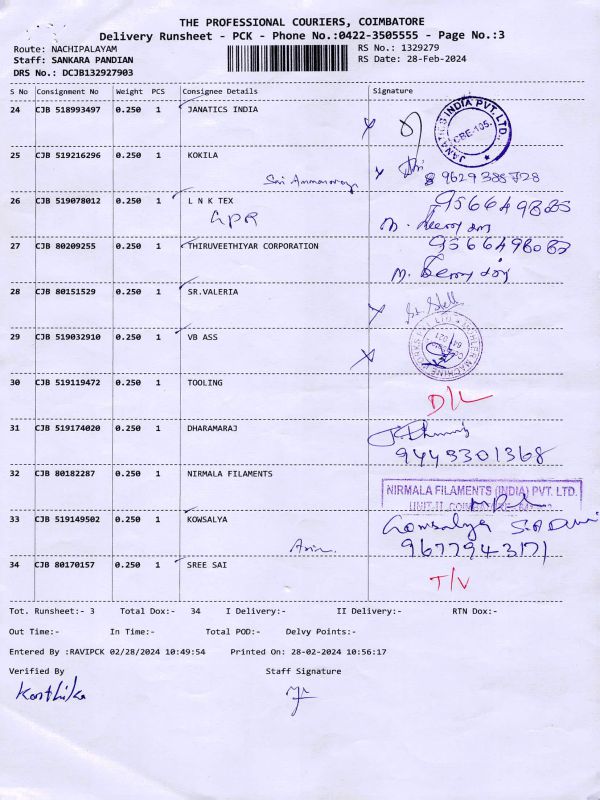 THE PROFESSIONAL COURIERS, COIMBATORE
Delivery Runsheet - PCK - Phone No.:0422-3505555 - Page No.:3
Route: NACHIPALAYAM
RS No.: 1329279
Staff: SANKARA PANDIAN
RS Date: 28-Feb-2024
DRS No.: DCJB132927903
S No Consignment No Weight PCS Consignee Details Signature
24 CJB 518993497 0.250 1 JANATICS INDIA
JANATICS INDIA PVT. LTD.
CBE-105.
25 CJB 519216296 0.250 1 KOKILA
9629388728
26 CJB 519078012 0.250 1 L N K TEX
GPR
27 CJB 80209255 0.250 1 THIRUVEETHIYAR CORPORATION
28 CJB 80151529 0.250 1 SR.VALERIA
29 CJB 519032910 0.250 1 VB ASS
30 CJB 519119472 0.250 1 TOOLING
D/L
31 CJB 519174020 0.250 1 DHARAMARAJ
9445301368
32 CJB 80182287 0.250 1 NIRMALA FILAMENTS
NIRMALA FILAMENTS (INDIA) PVT. LTD.
33 CJB 519149502 0.250 1 KOWSALYA
9677943171
34 CJB 80170157 0.250 1 SREE SAI
T/V
Tot. Runsheet:- 3 Total Dox:- 34 I Delivery:- II Delivery:- RTN Dox:-
Out Time:- In Time:- Total POD:- Delvy Points:-
Entered By :RAVIPCK 02/28/2024 10:49:54 Printed On: 28-02-2024 10:56:17
Verified By Staff Signature
Karthika